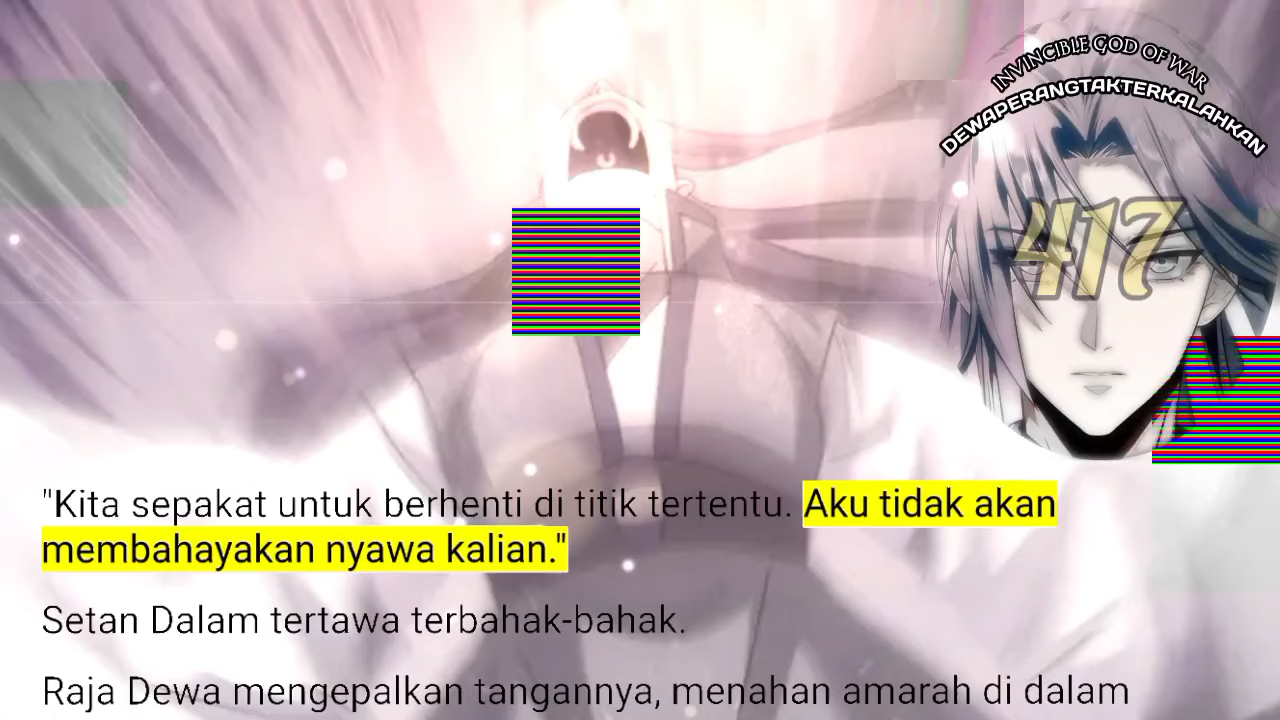 INVINCIBLE GOD OF WAR
DEWAPERANGTAKTERKALAHKAN
417
"Kita sepakat untuk berhenti di titik tertentu. Aku tidak akan
membahayakan nyawa kalian."
Setan Dalam tertawa terbahak-bahak.
Raja Dewa mengepalkan tangannya, menahan amarah di dalam